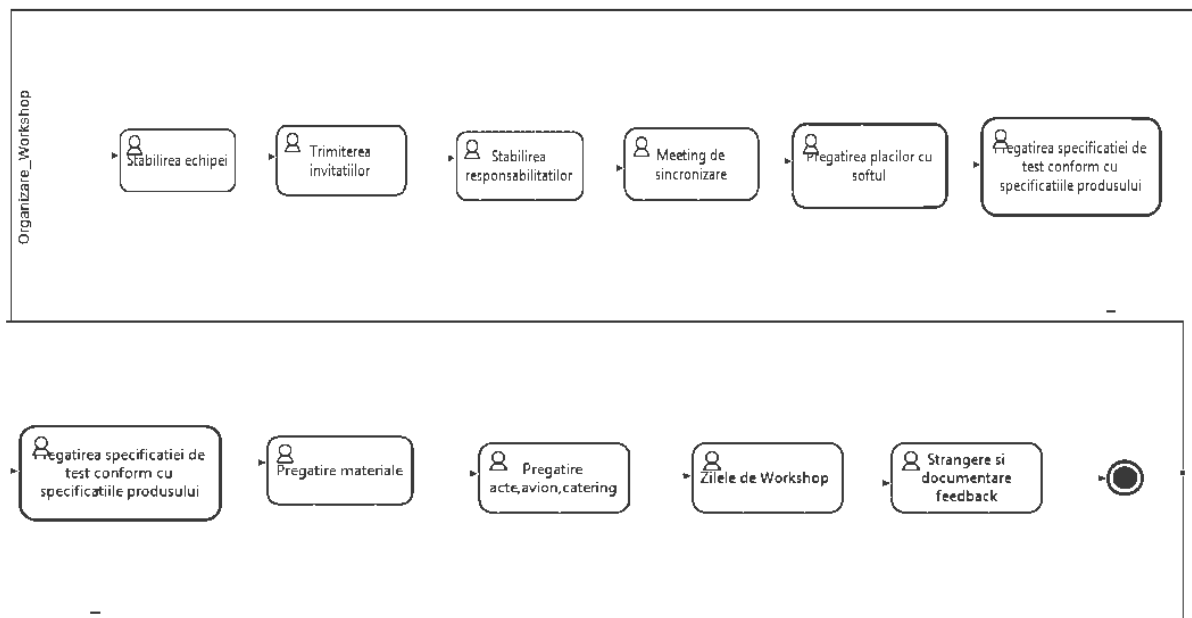 Organizare_Workshop
Stabilirea echipei
Trimiterea
invitatiilor
Stabilirea
responsabilitatilor
Meeting de
sincronizare
Pregatirea placilor cu
softul
Pregatirea specificatiei de
test conform cu
specificatiile produsului
Pregatirea specificatiei de
test conform cu
specificatiile produsului
Pregatire materiale
Pregatire
acte,avion,catering
Zilele de Workshop
Strangere si
documentare
feedback